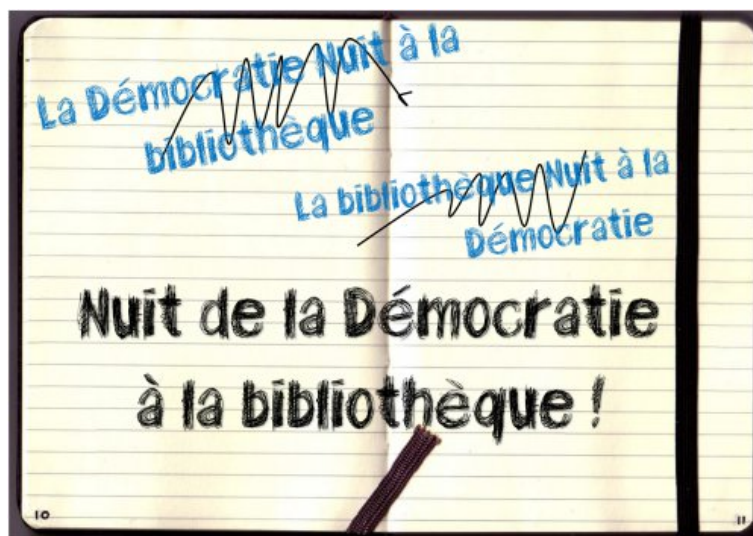 La Démocratie Nuit à la
bibliothèque
La bibliothèque Nuit à la
Démocratie
Nuit de la Démocratie
à la bibliothèque !
10
11